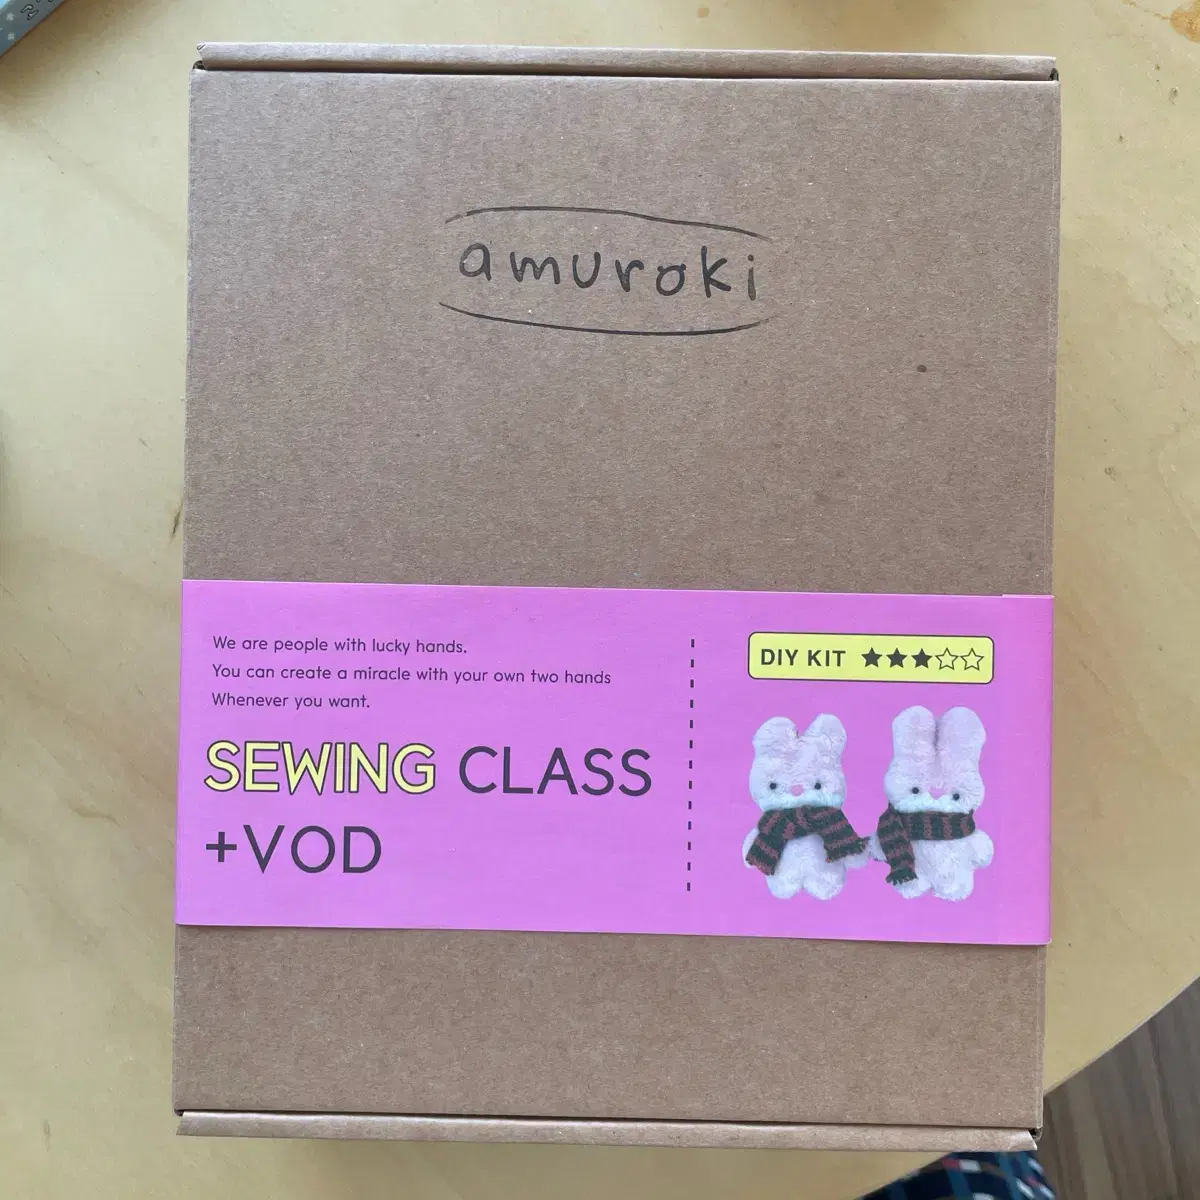 amuroki
We are people with lucky hands.
You can create a miracle with your own two hands
Whenever you want.
SEWING CLASS
+VOD
DIY KIT ★★★☆☆